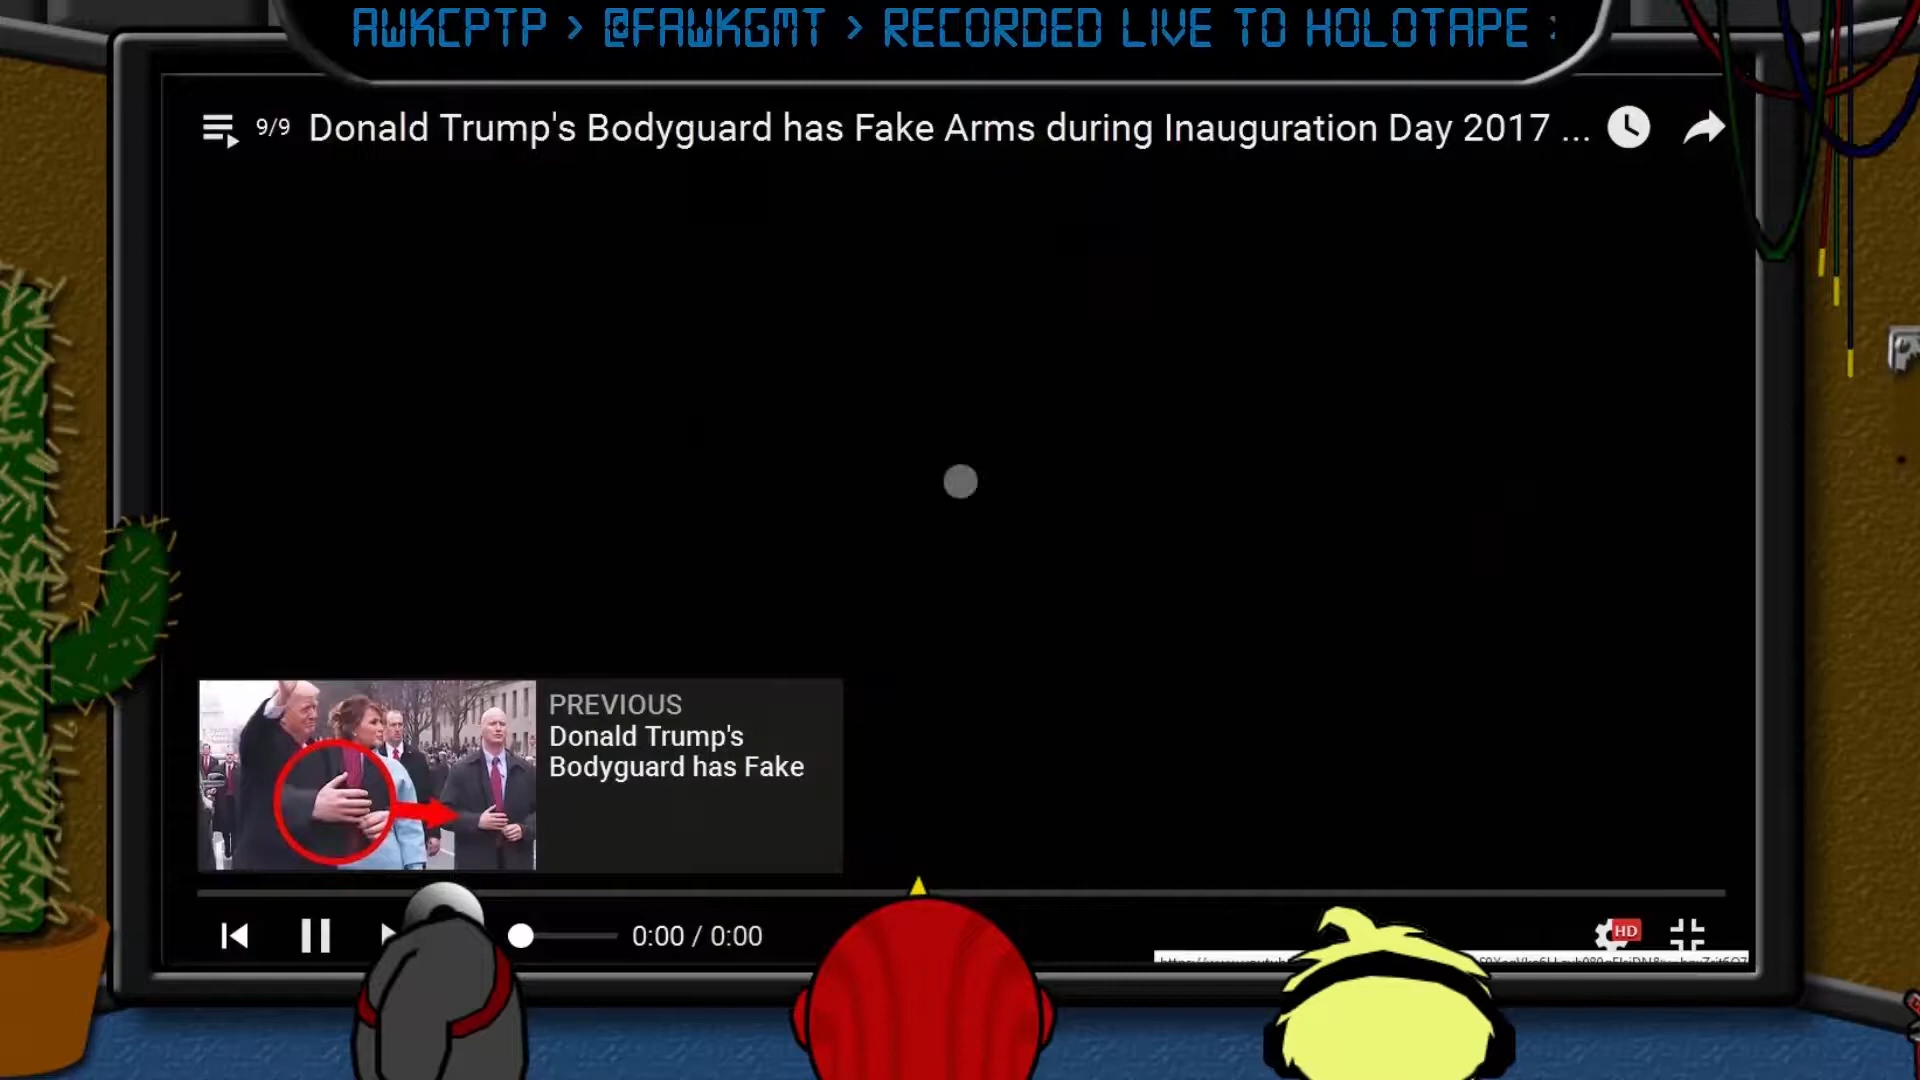 AWKCPTP > @FAWKGMT > RECORDED LIVE TO HOLOTAPE :
9/9 Donald Trump's Bodyguard has Fake Arms during Inauguration Day 2017 ...
PREVIOUS
Donald Trump's
Bodyguard has Fake
0:00 / 0:00
HD